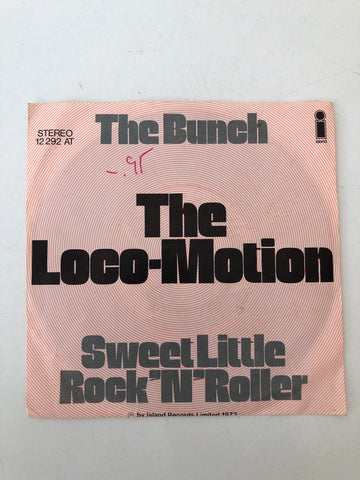 The Bunch
island
STEREO
12 292 AT
-.95
The
Loco-Motion
Sweet Little
Rock"N"Roller
℗ by Island Records Limited 1972